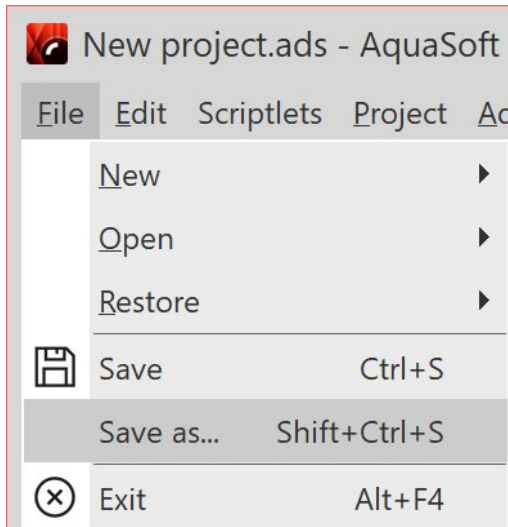 New project.ads - AquaSoft
File Edit Scriptlets Project
New
Open
Restore
Save Ctrl+S
Save as... Shift+Ctrl+S
Exit Alt+F4